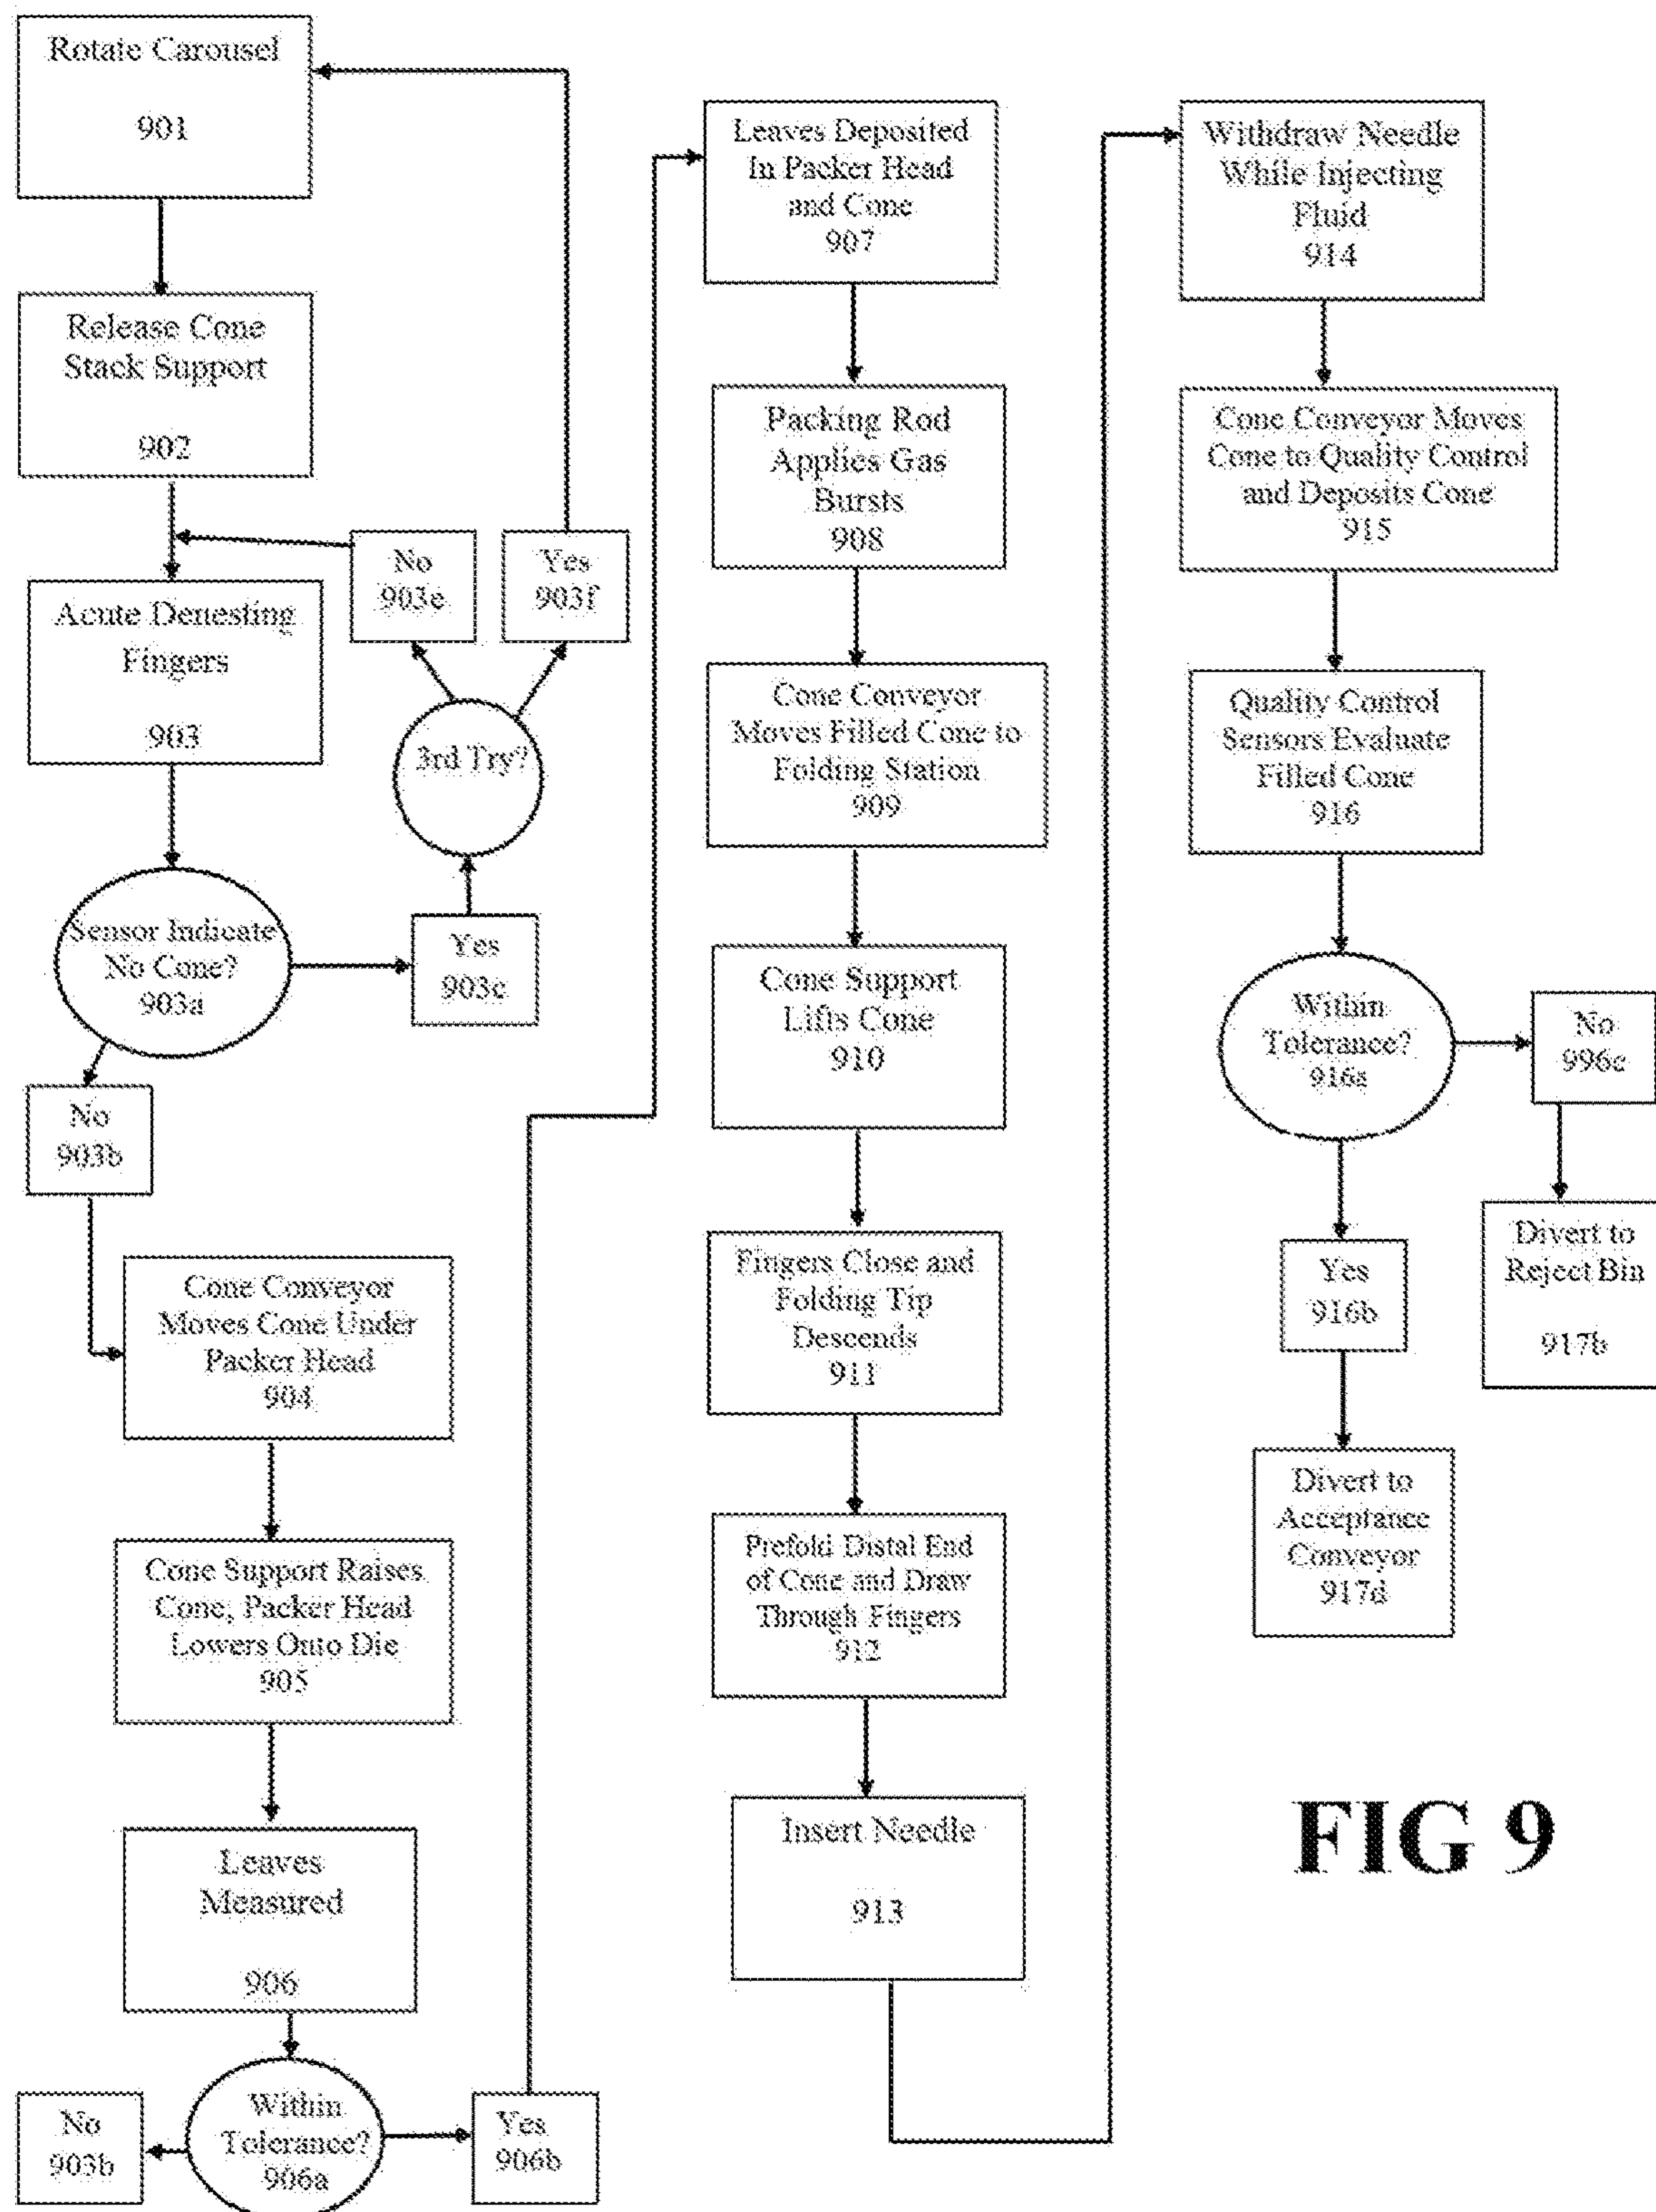 Rotate Carousel
901
Release Cone
Stack Support
902
Acute Denesting
Fingers
903
No
903e
Yes
903f
3rd Try?
Sensor Indicate
No Cone?
903a
Yes
903c
No
903b
Cone Conveyor
Moves Cone Under
Packer Head
904
Cone Support Raises
Cone, Packer Head
Lowers Onto Die
905
Leaves
Measured
906
Within
Tolerance?
906a
No
903b
Yes
906b
Leaves Deposited
In Packer Head
and Cone
907
Packing Rod
Applies Gas
Bursts
908
Cone Conveyor
Moves Filled Cone to
Folding Station
909
Cone Support
Lifts Cone
910
Fingers Close and
Folding Tip
Descends
911
Prefold Distal End
of Cone and Draw
Through Fingers
912
Insert Needle
913
Withdraw Needle
While Injecting
Fluid
914
Cone Conveyor Moves
Cone to Quality Control
and Deposits Cone
915
Quality Control
Sensors Evaluate
Filled Cone
916
Within
Tolerance?
916a
No
996c
Yes
916b
Divert to
Reject Bin
917b
Divert to
Acceptance
Conveyor
917d
FIG 9